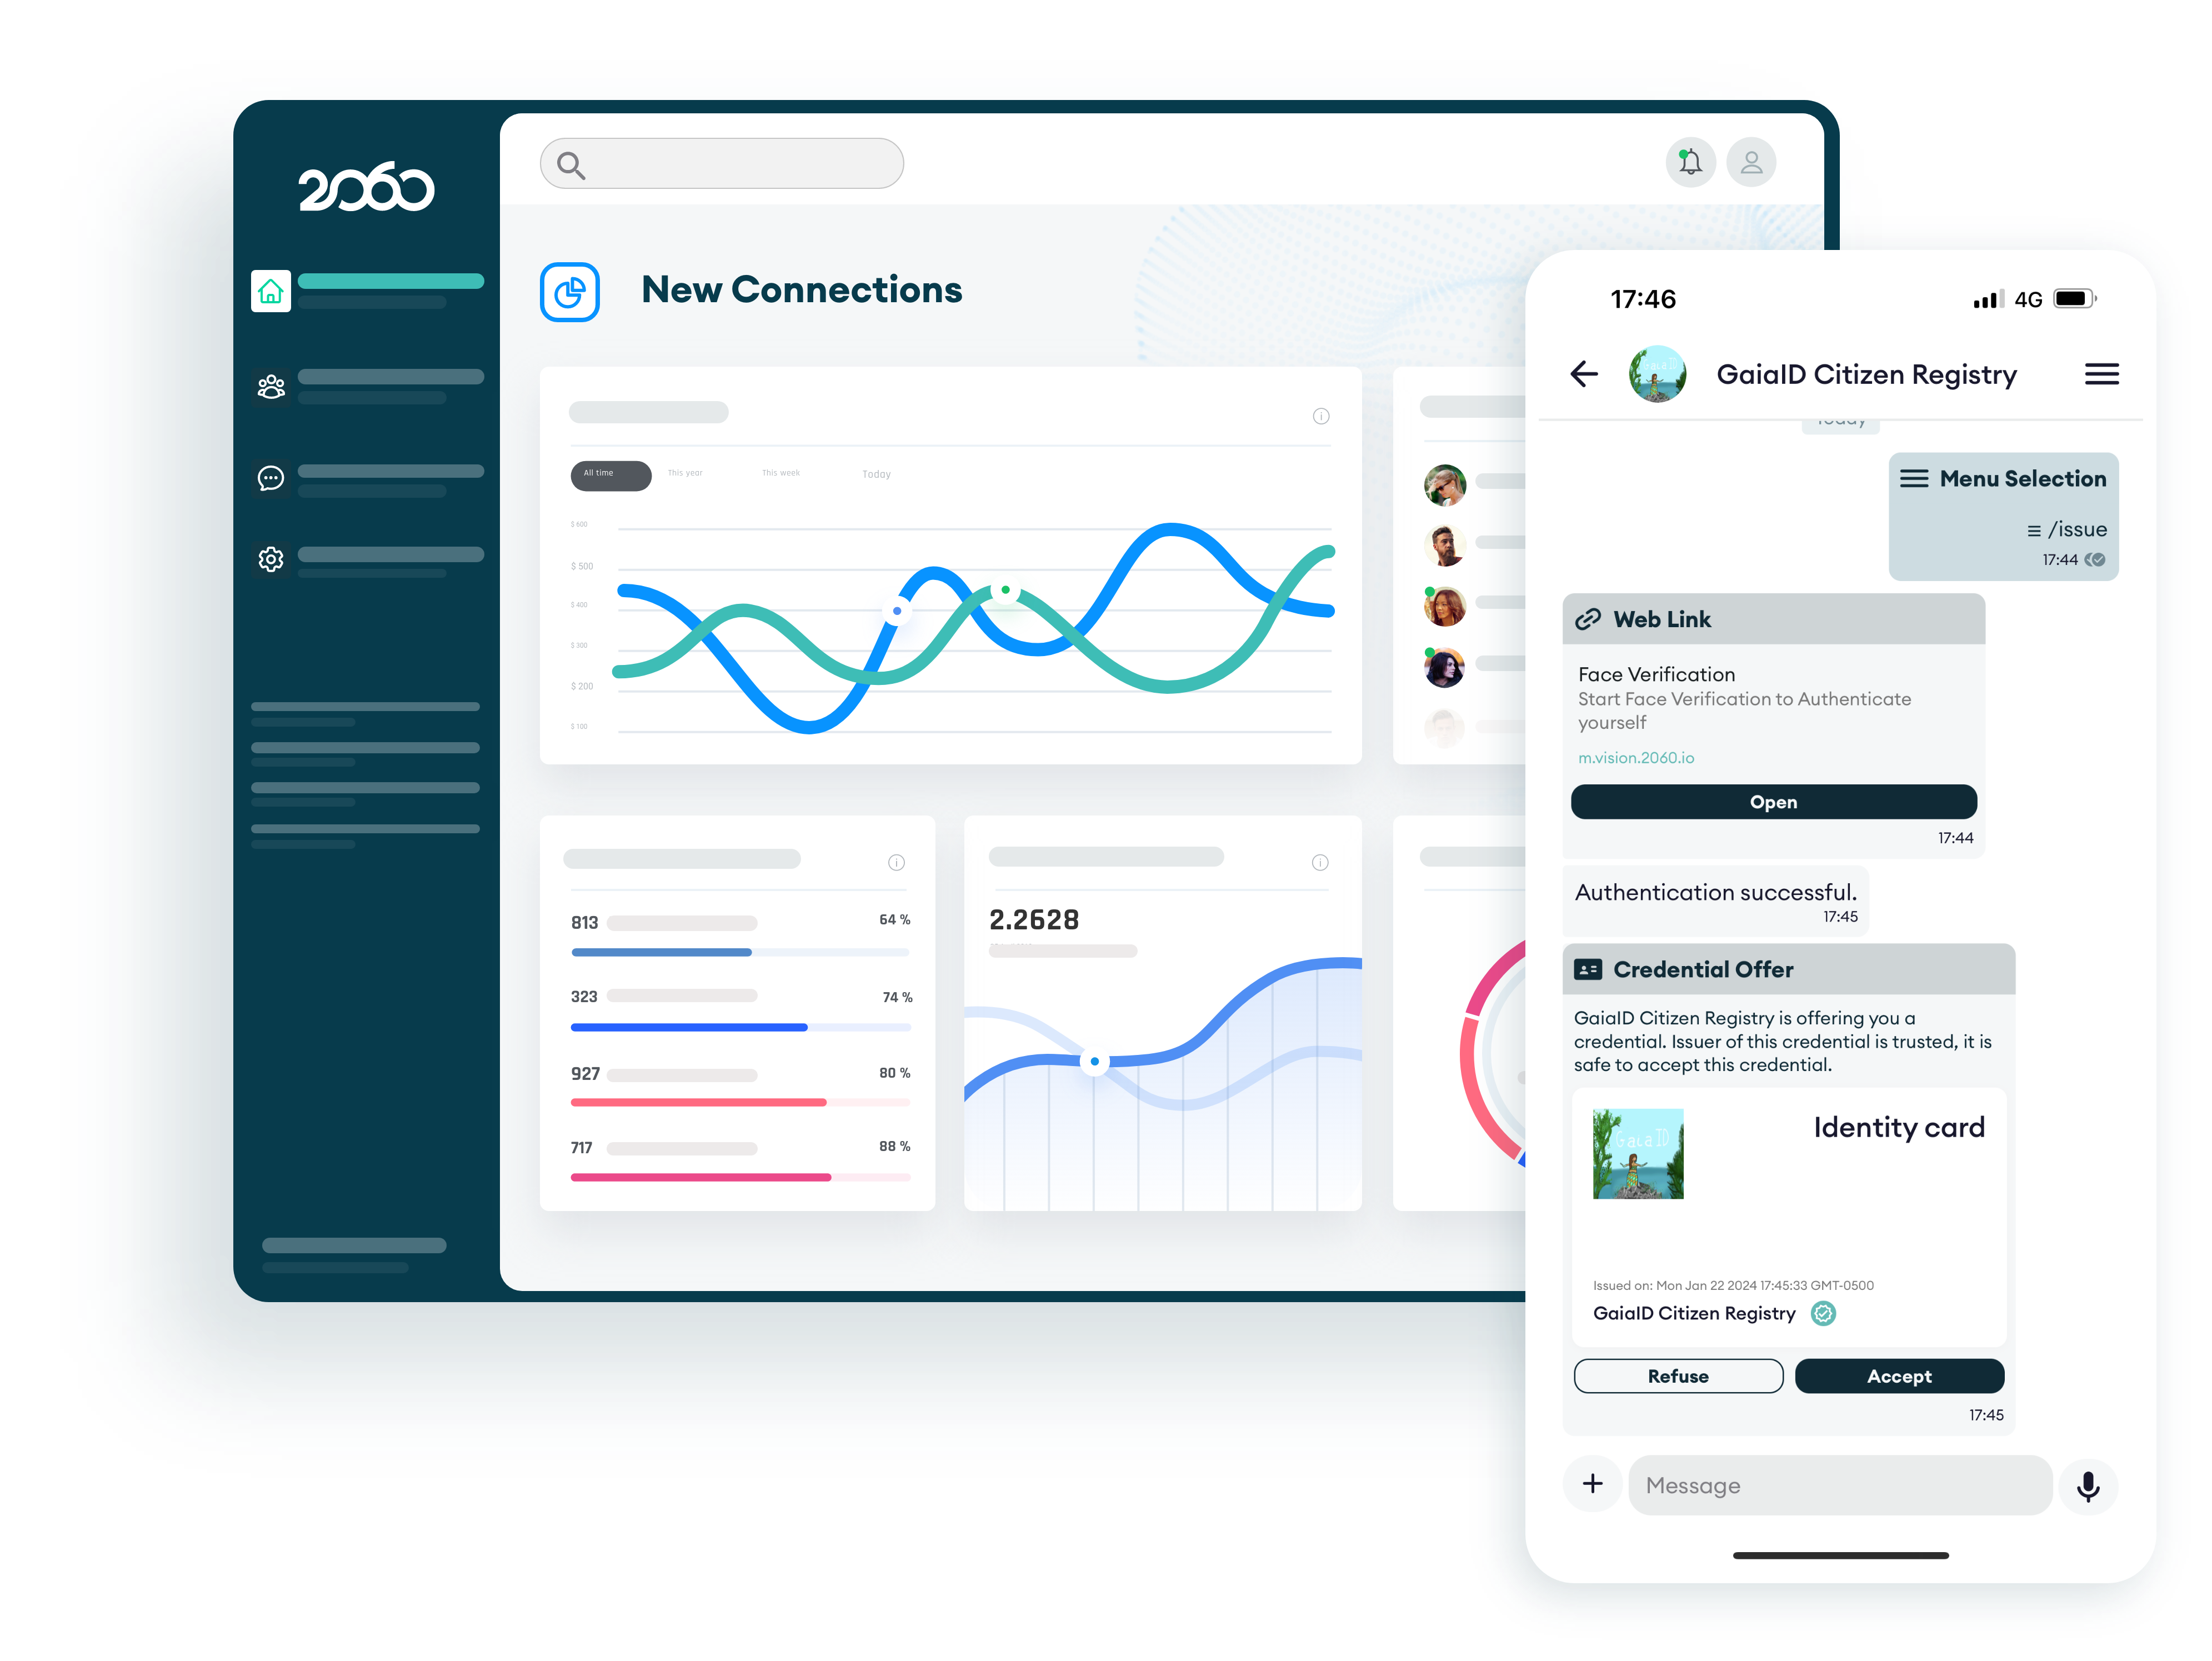 2060
New Connections
All time
This year
This week
Today
$ 600
$ 500
$ 400
$ 300
$ 200
$ 100
813
64 %
323
74 %
927
80 %
717
88 %
2.2628
17:46
4G
GaiaID Citizen Registry
Today
Menu Selection
/issue
17:44
Web Link
Face Verification
Start Face Verification to Authenticate
yourself
m.vision.2060.io
Open
17:44
Authentication successful.
17:45
Credential Offer
GaiaID Citizen Registry is offering you a
credential. Issuer of this credential is trusted, it is
safe to accept this credential.
Gaia ID
Identity card
Issued on: Mon Jan 22 2024 17:45:33 GMT-0500
GaiaID Citizen Registry
Refuse
Accept
17:45
Message